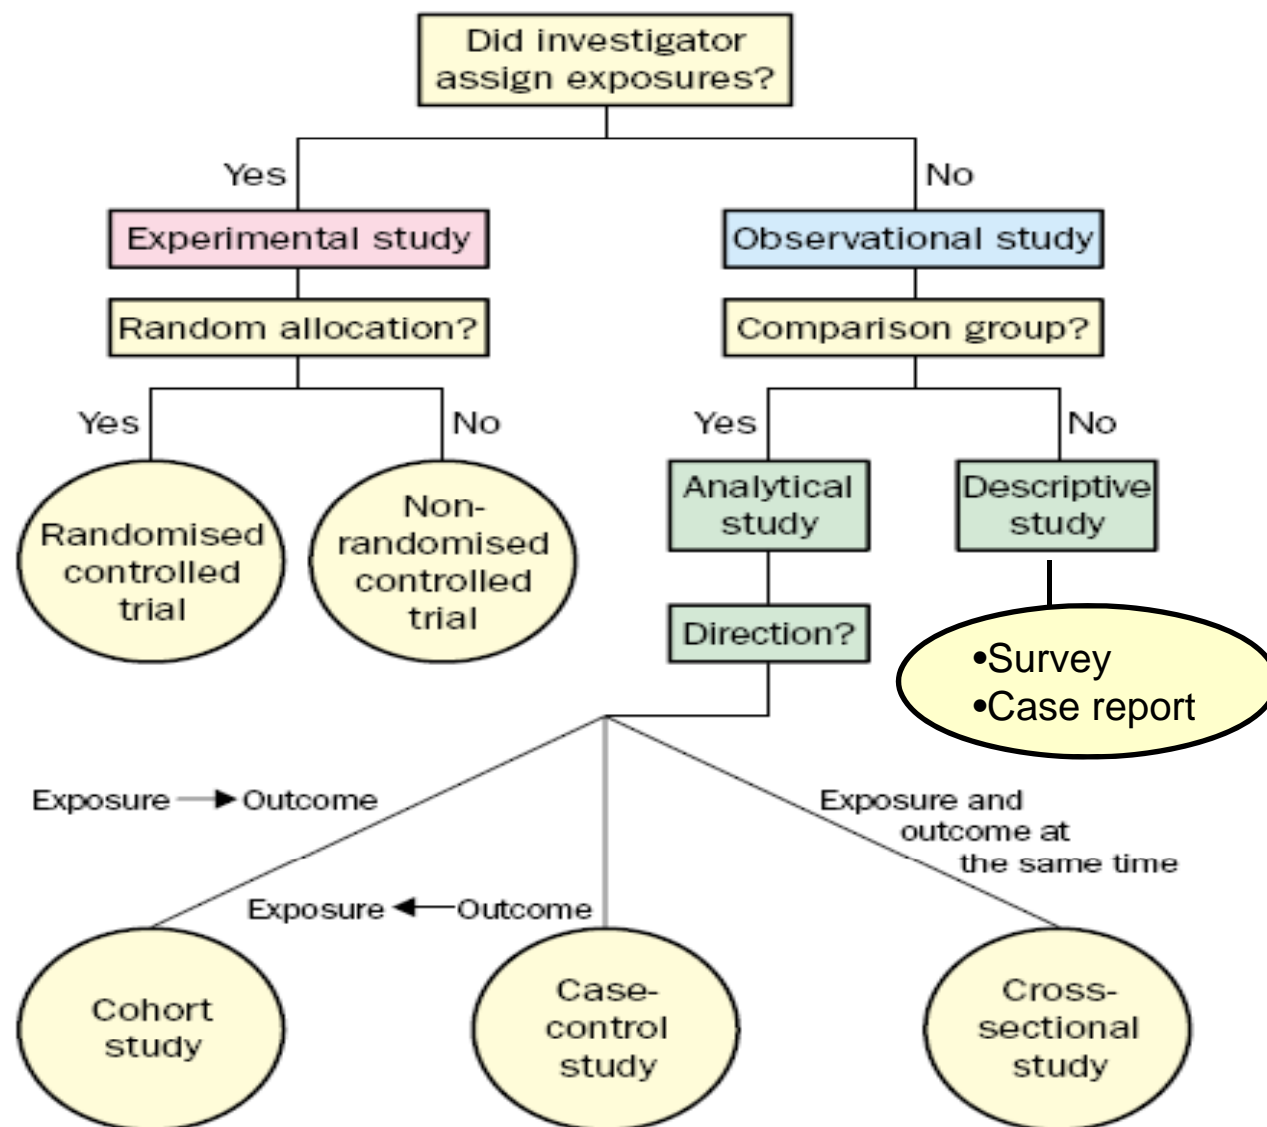 Did investigator
assign exposures?
Yes
No
Experimental study
Observational study
Random allocation?
Comparison group?
Yes
No
Yes
No
Randomised
controlled
trial
Non-
randomised
controlled
trial
Analytical
study
Descriptive
study
Direction?
•Survey
•Case report
Exposure → Outcome
Exposure and
outcome at
the same time
Exposure ← Outcome
Cohort
study
Case-
control
study
Cross-
sectional
study